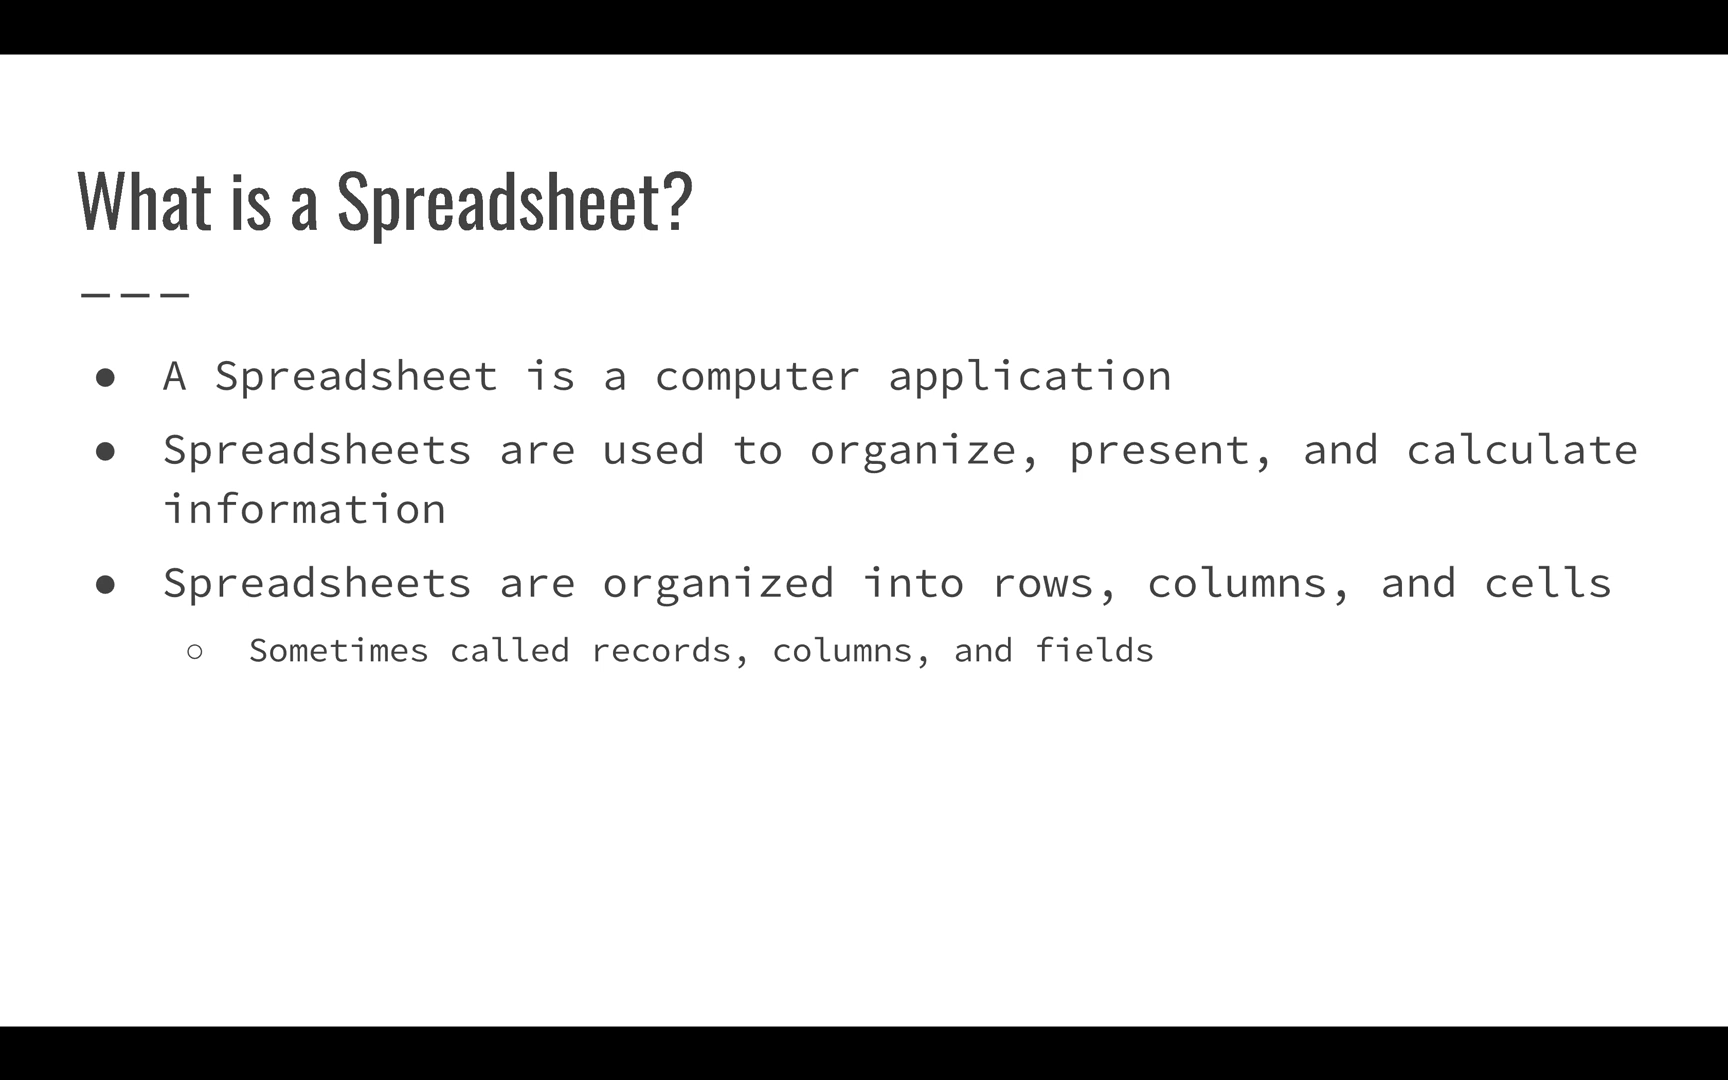 What is a Spreadsheet?
● A Spreadsheet is a computer application
● Spreadsheets are used to organize, present, and calculate
information
● Spreadsheets are organized into rows, columns, and cells
○ Sometimes called records, columns, and fields